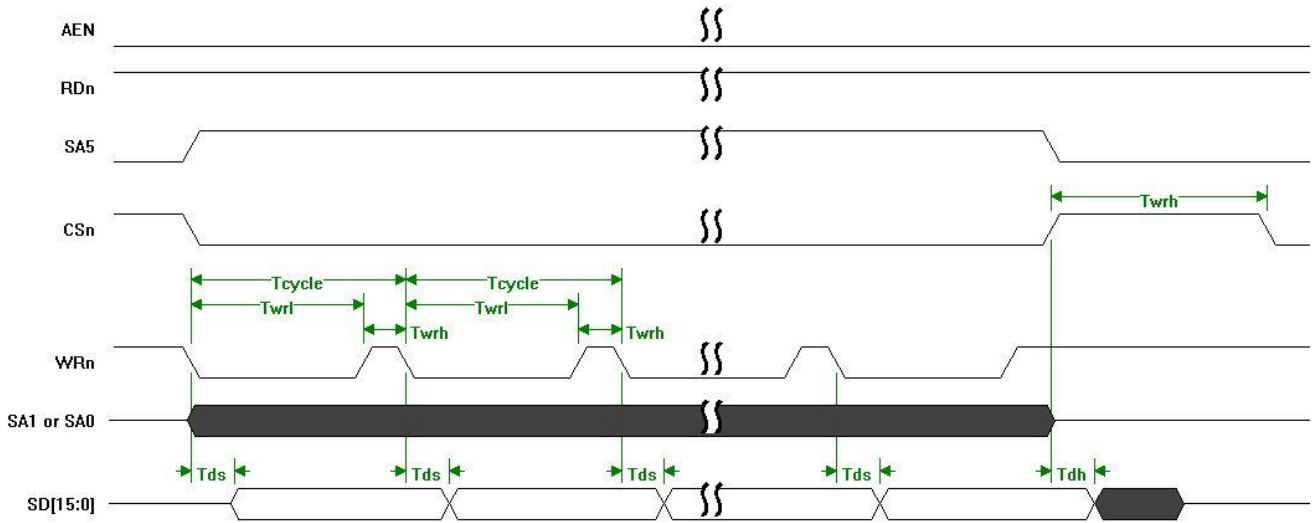 AEN
RDn
SA5
Twrh
CSn
Tcycle Tcycle
Twrl Twrl
Twrh Twrh
WRn
SA1 or SA0
Tds Tds Tds Tds Tdh
SD[15:0]